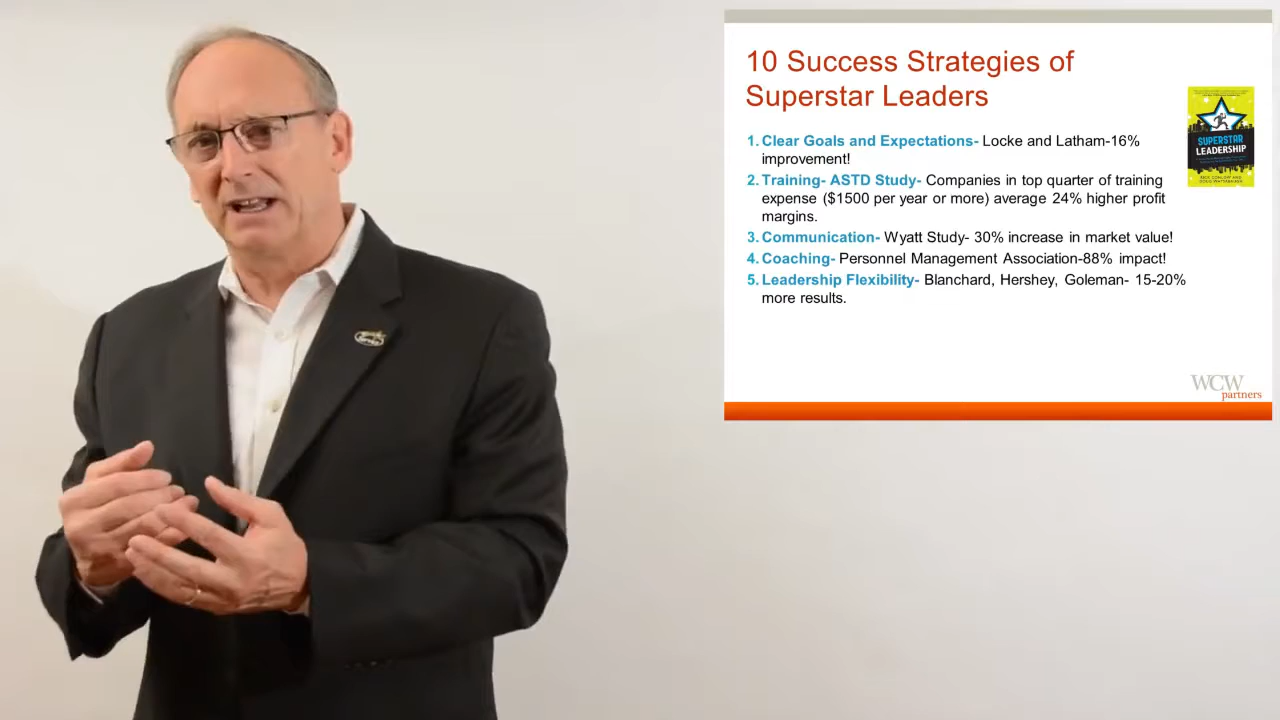 10 Success Strategies of
Superstar Leaders
1. Clear Goals and Expectations- Locke and Latham-16%
improvement!
2. Training- ASTD Study- Companies in top quarter of training
expense ($1500 per year or more) average 24% higher profit
margins.
3. Communication- Wyatt Study- 30% increase in market value!
4. Coaching- Personnel Management Association-88% impact!
5. Leadership Flexibility- Blanchard, Hershey, Goleman- 15-20%
more results.
SUPERSTAR
LEADERSHIP
WCW
partners